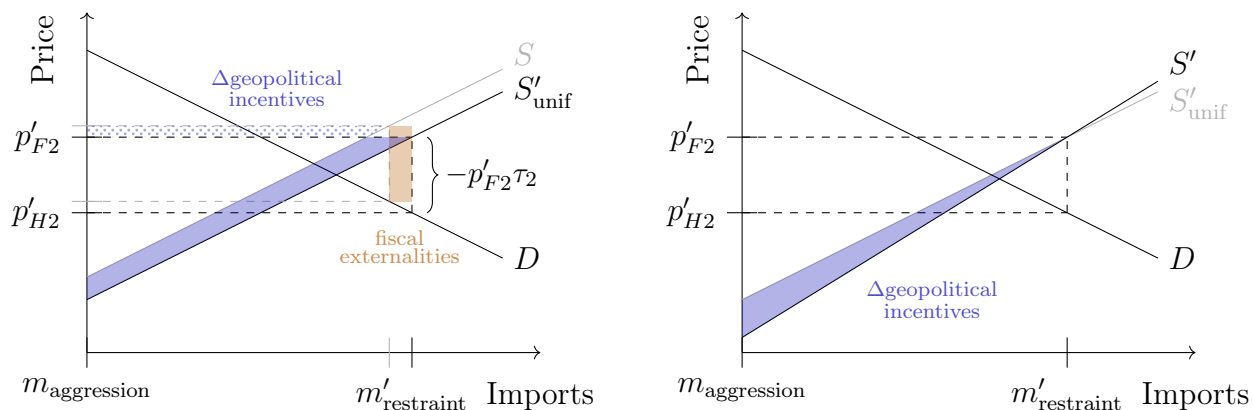 Price
Δgeopolitical
incentives
S
S′unif
p′F2
−p′F2τ2
p′H2
fiscal
externalities
D
maggression
m′restraint
Imports
Price
S′
S′unif
p′F2
p′H2
D
Δgeopolitical
incentives
maggression
m′restraint
Imports